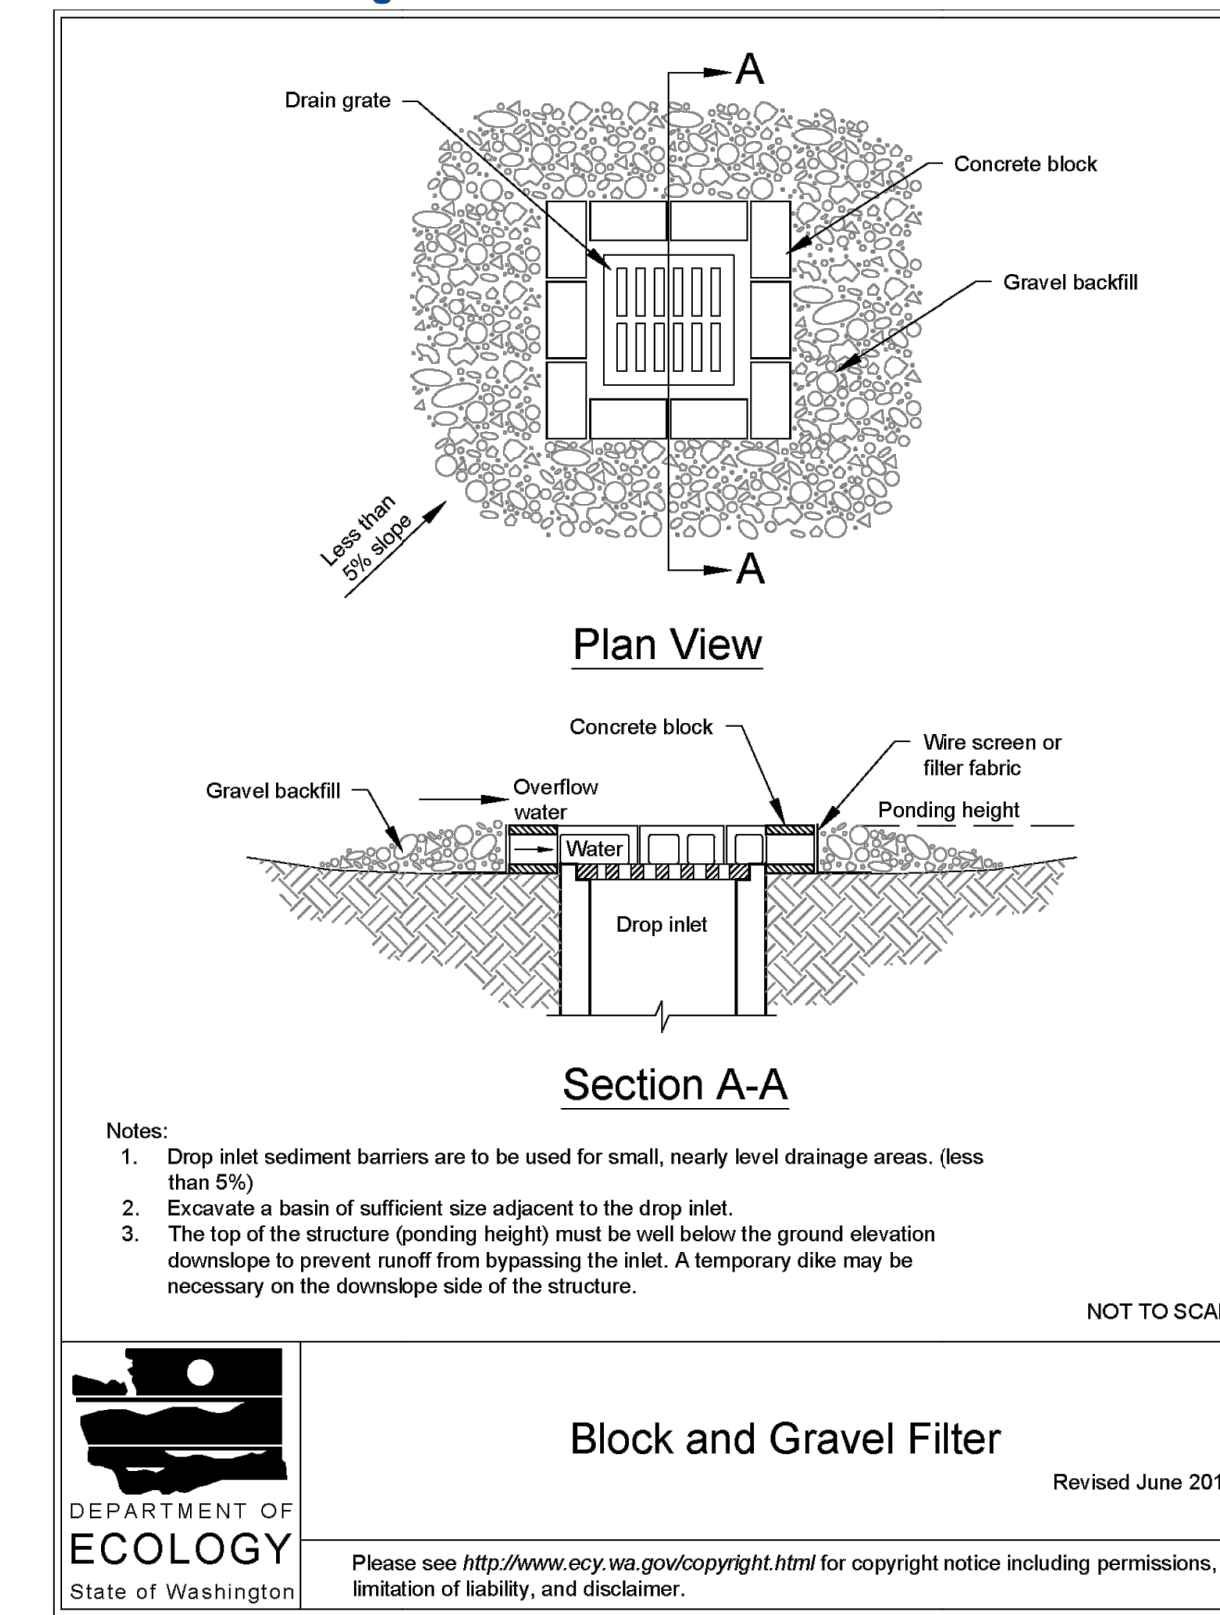 A
Drain grate
Concrete block
Gravel backfill
Less than
5% slope
A
Plan View
Concrete block
Wire screen or
filter fabric
Gravel backfill
Overflow
water
Ponding height
Water
Drop inlet
Section A-A
Notes:
1. Drop inlet sediment barriers are to be used for small, nearly level drainage areas. (less
than 5%)
2. Excavate a basin of sufficient size adjacent to the drop inlet.
3. The top of the structure (ponding height) must be well below the ground elevation
downslope to prevent runoff from bypassing the inlet. A temporary dike may be
necessary on the downslope side of the structure.
NOT TO
Block and Gravel Filter
Revised June
DEPARTMENT OF
ECOLOGY
State of Washington
Please see http://www.ecy.wa.gov/copyright.html for copyright notice including permissions,
limitation of liability, and disclaimer.